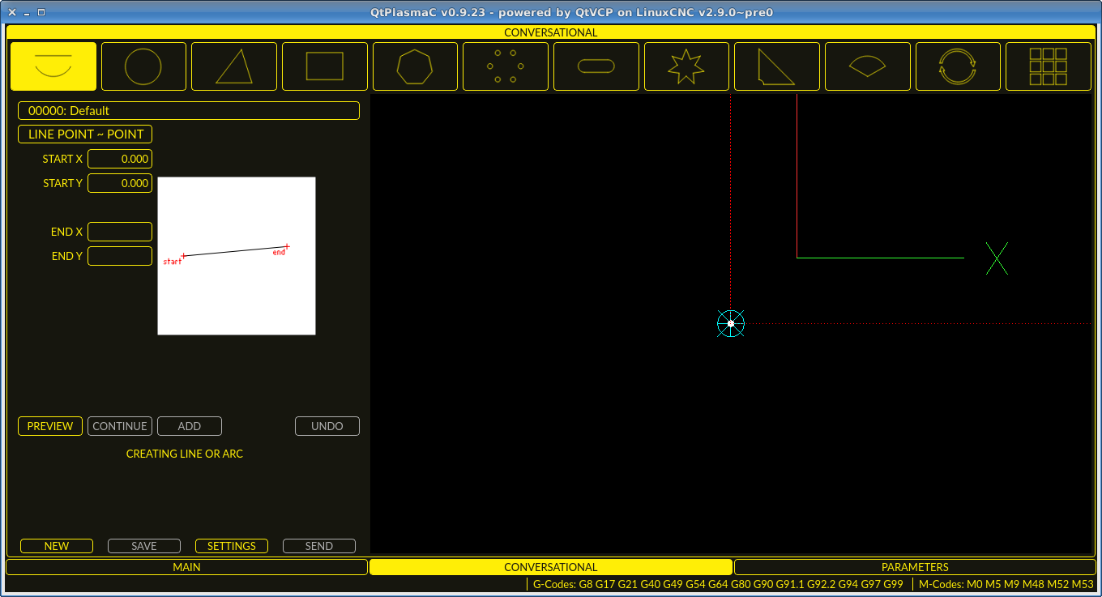 QtPlasmaC v0.9.23 - powered by QtVCP on LinuxCNC v2.9.0~pre0
CONVERSATIONAL
00000: Default
LINE POINT ~ POINT
START X 0.000
START Y 0.000
END X
END Y
start
end
X
PREVIEW CONTINUE ADD UNDO
CREATING LINE OR ARC
NEW SAVE SETTINGS SEND
MAIN CONVERSATIONAL PARAMETERS
G-Codes: G8 G17 G21 G40 G49 G54 G64 G80 G90 G91.1 G92.2 G94 G97 G99 | M-Codes: M0 M5 M9 M48 M52 M53